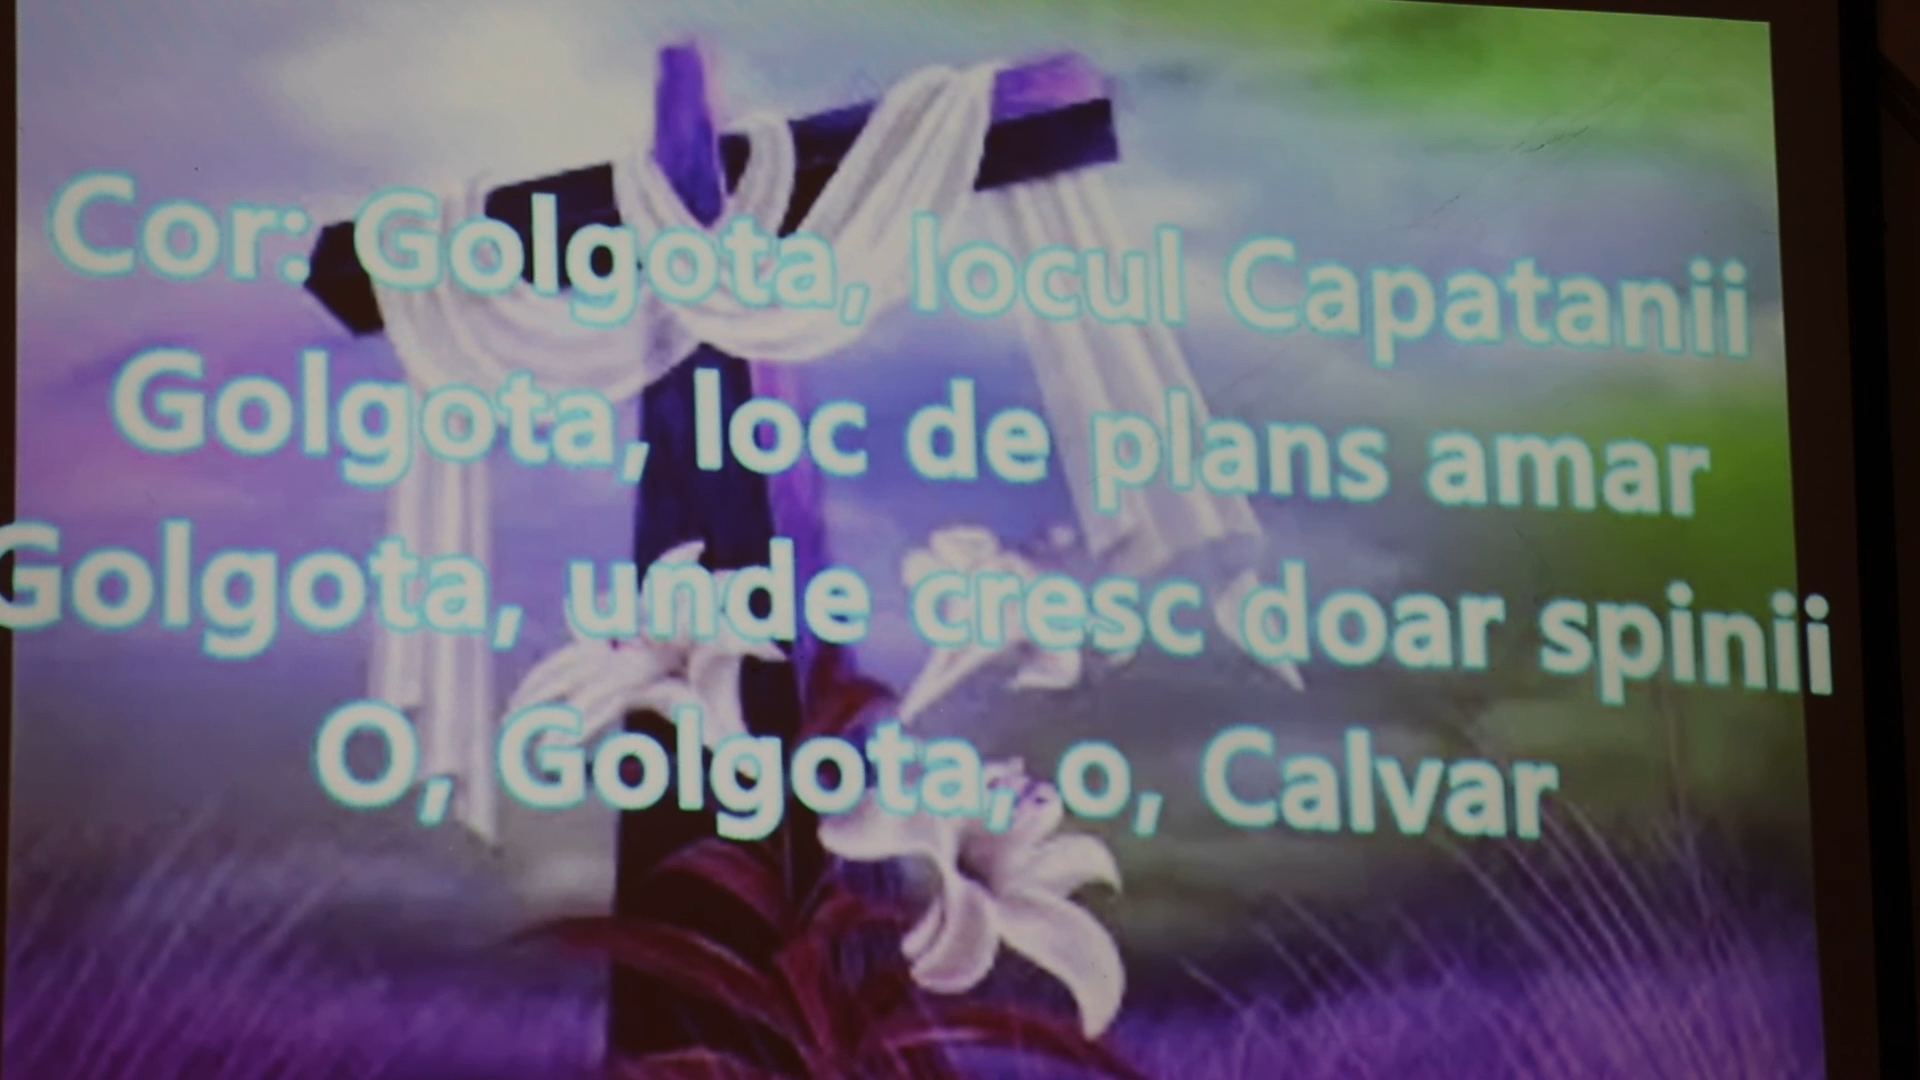 Cor: Golgota, locul Capatanii
Golgota, loc de plans amar
Golgota, unde cresc doar spinii
O, Golgota, o, Calvar